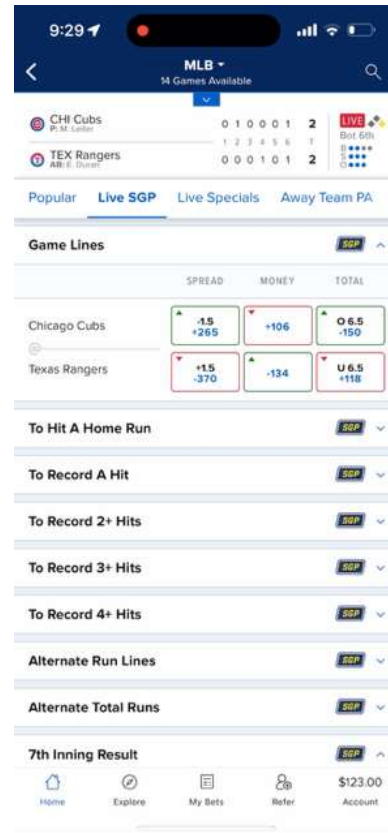 9:29
MLB
14 Games Available
CHI Cubs 0 1 0 0 0 1 2 LIVE
P: M. Leiter 1 2 3 4 5 6 T Bot 6th
TEX Rangers 0 0 0 1 0 1 2
AB: E. Duran
B
S
O
Popular Live SGP Live Specials Away Team PA
Game Lines SGP
SPREAD MONEY TOTAL
Chicago Cubs -1.5 +106 O 6.5
+265 -150
@
Texas Rangers +1.5 -134 U 6.5
-370 +118
To Hit A Home Run SGP
To Record A Hit SGP
To Record 2+ Hits SGP
To Record 3+ Hits SGP
To Record 4+ Hits SGP
Alternate Run Lines SGP
Alternate Total Runs SGP
7th Inning Result SGP
Home Explore My Bets Refer $123.00
Account